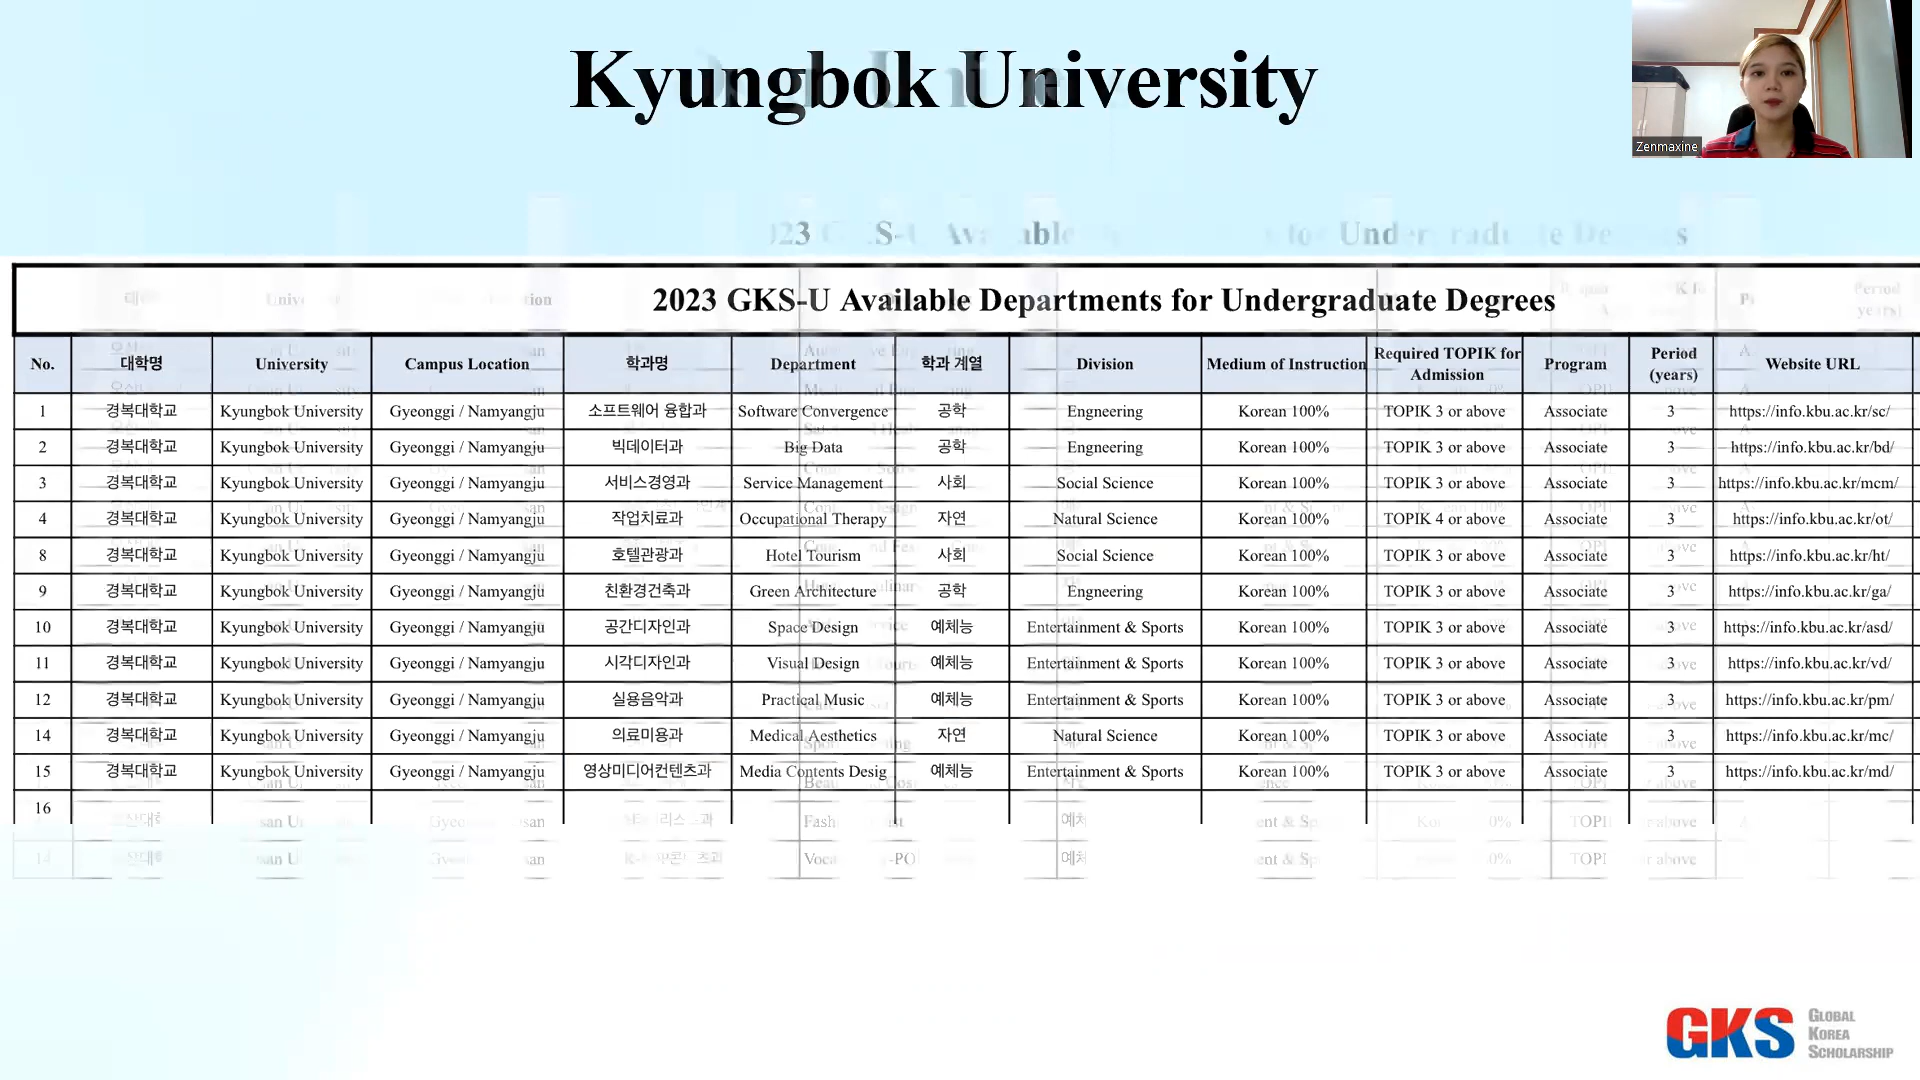 Kyungbok University
Zenmaxine
2023 GKS-U Available Departments for Undergraduate Degrees
No. 대학명 University Campus Location 학과명 Department 학과 계열 Division Medium of Instruction Required TOPIK for Admission Program Period (years) Website URL
1 경복대학교 Kyungbok University Gyeonggi / Namyangju 소프트웨어 융합과 Software Convergence 공학 Engneering Korean 100% TOPIK 3 or above Associate 3 https://info.kbu.ac.kr/sc/
2 경복대학교 Kyungbok University Gyeonggi / Namyangju 빅데이터과 Big Data 공학 Engneering Korean 100% TOPIK 3 or above Associate 3 https://info.kbu.ac.kr/bd/
3 경복대학교 Kyungbok University Gyeonggi / Namyangju 서비스경영과 Service Management 사회 Social Science Korean 100% TOPIK 3 or above Associate 3 https://info.kbu.ac.kr/mcm/
4 경복대학교 Kyungbok University Gyeonggi / Namyangju 작업치료과 Occupational Therapy 자연 Natural Science Korean 100% TOPIK 4 or above Associate 3 https://info.kbu.ac.kr/ot/
8 경복대학교 Kyungbok University Gyeonggi / Namyangju 호텔관광과 Hotel Tourism 사회 Social Science Korean 100% TOPIK 3 or above Associate 3 https://info.kbu.ac.kr/ht/
9 경복대학교 Kyungbok University Gyeonggi / Namyangju 친환경건축과 Green Architecture 공학 Engneering Korean 100% TOPIK 3 or above Associate 3 https://info.kbu.ac.kr/ga/
10 경복대학교 Kyungbok University Gyeonggi / Namyangju 공간디자인과 Space Design 예체능 Entertainment & Sports Korean 100% TOPIK 3 or above Associate 3 https://info.kbu.ac.kr/asd/
11 경복대학교 Kyungbok University Gyeonggi / Namyangju 시각디자인과 Visual Design 예체능 Entertainment & Sports Korean 100% TOPIK 3 or above Associate 3 https://info.kbu.ac.kr/vd/
12 경복대학교 Kyungbok University Gyeonggi / Namyangju 실용음악과 Practical Music 예체능 Entertainment & Sports Korean 100% TOPIK 3 or above Associate 3 https://info.kbu.ac.kr/pm/
14 경복대학교 Kyungbok University Gyeonggi / Namyangju 의료미용과 Medical Aesthetics 자연 Natural Science Korean 100% TOPIK 3 or above Associate 3 https://info.kbu.ac.kr/mc/
15 경복대학교 Kyungbok University Gyeonggi / Namyangju 영상미디어컨텐츠과 Media Contents Desig 예체능 Entertainment & Sports Korean 100% TOPIK 3 or above Associate 3 https://info.kbu.ac.kr/md/
16
GKS GLOBAL
KOREA
SCHOLARSHIP